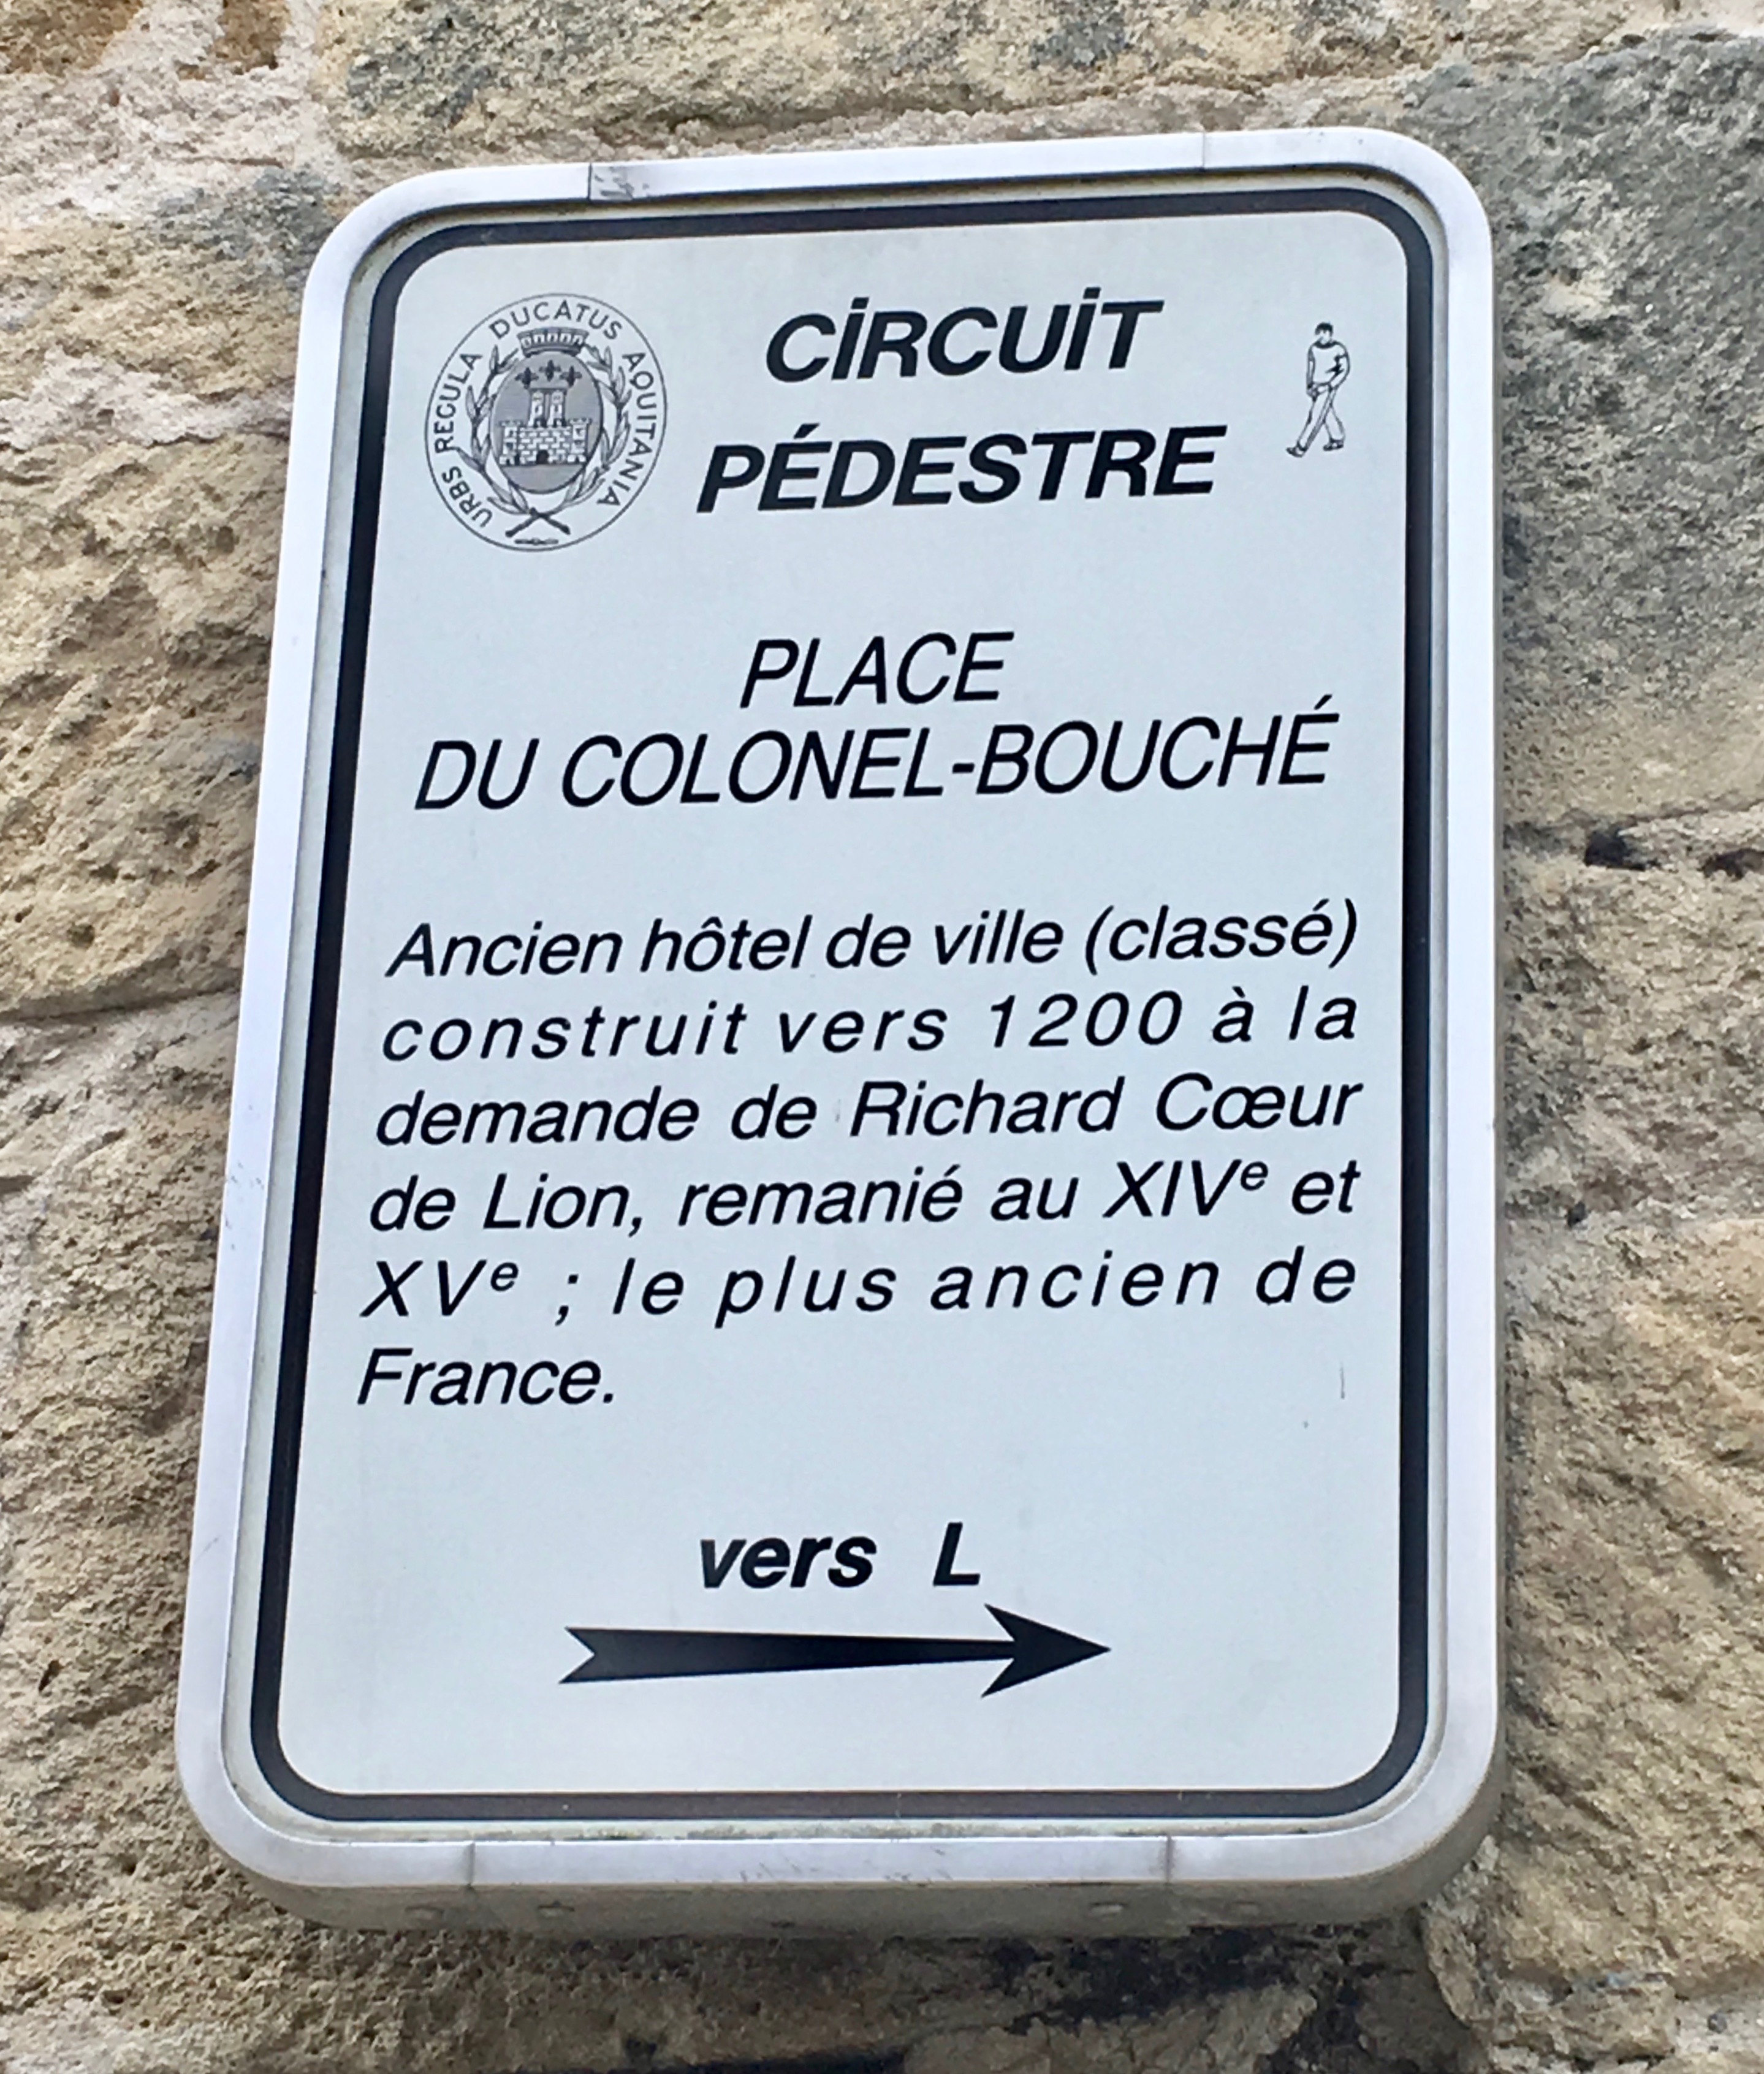 URBS REGULA DUCATUS AQUITANIA
CiRCUiT
PÉDESTRE
PLACE
DU COLONEL-BOUCHÉ
Ancien hôtel de ville (classé)
construit vers 1200 à la
demande de Richard Cœur
de Lion, remanié au XIVᵉ et
XVᵉ ; le plus ancien de
France.
vers L